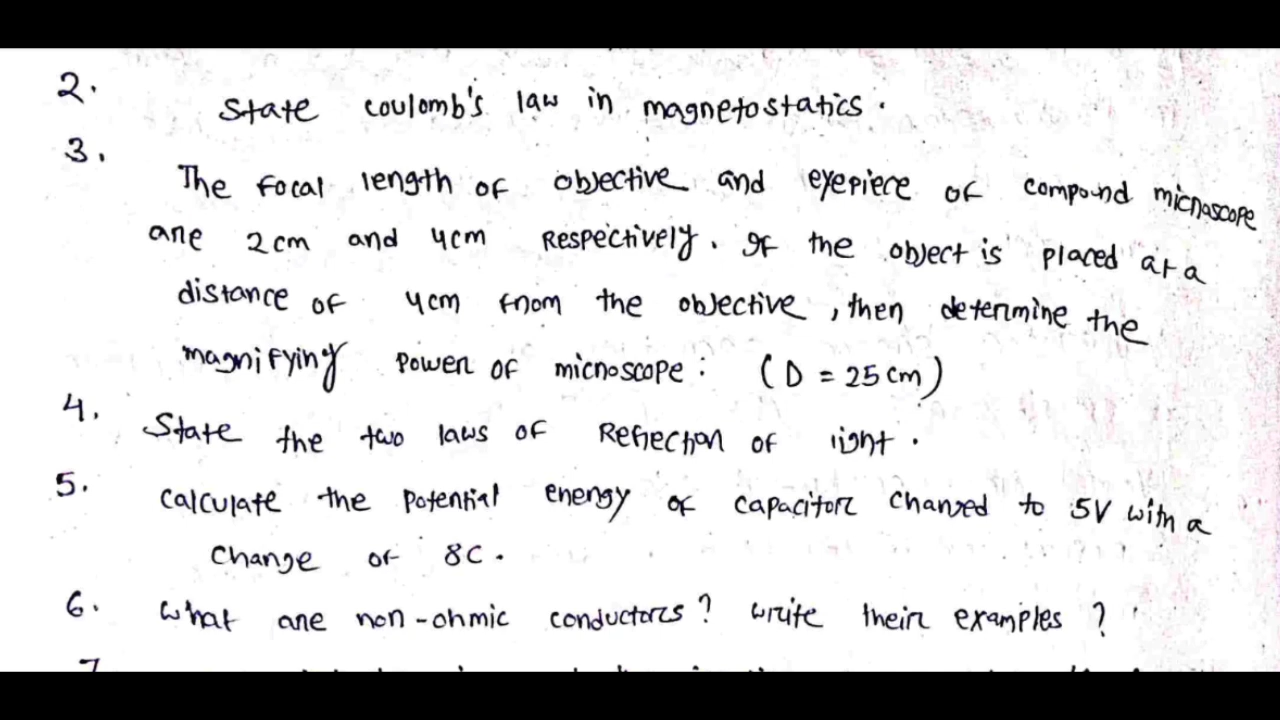 2.
State coulomb's law in magnetostatics.
3.
The focal length of objective and eyepiece of compound microscope
are 2cm and 4cm Respectively. If the object is placed at a
distance of 4cm from the objective, then determine the
magnifying power of microscope: (D = 25 cm)
4.
State the two laws of Reflection of light.
5.
calculate the potential energy of capacitor charged to 5V with a
charge of 8C.
6. what are non-ohmic conductors? write their examples?
7